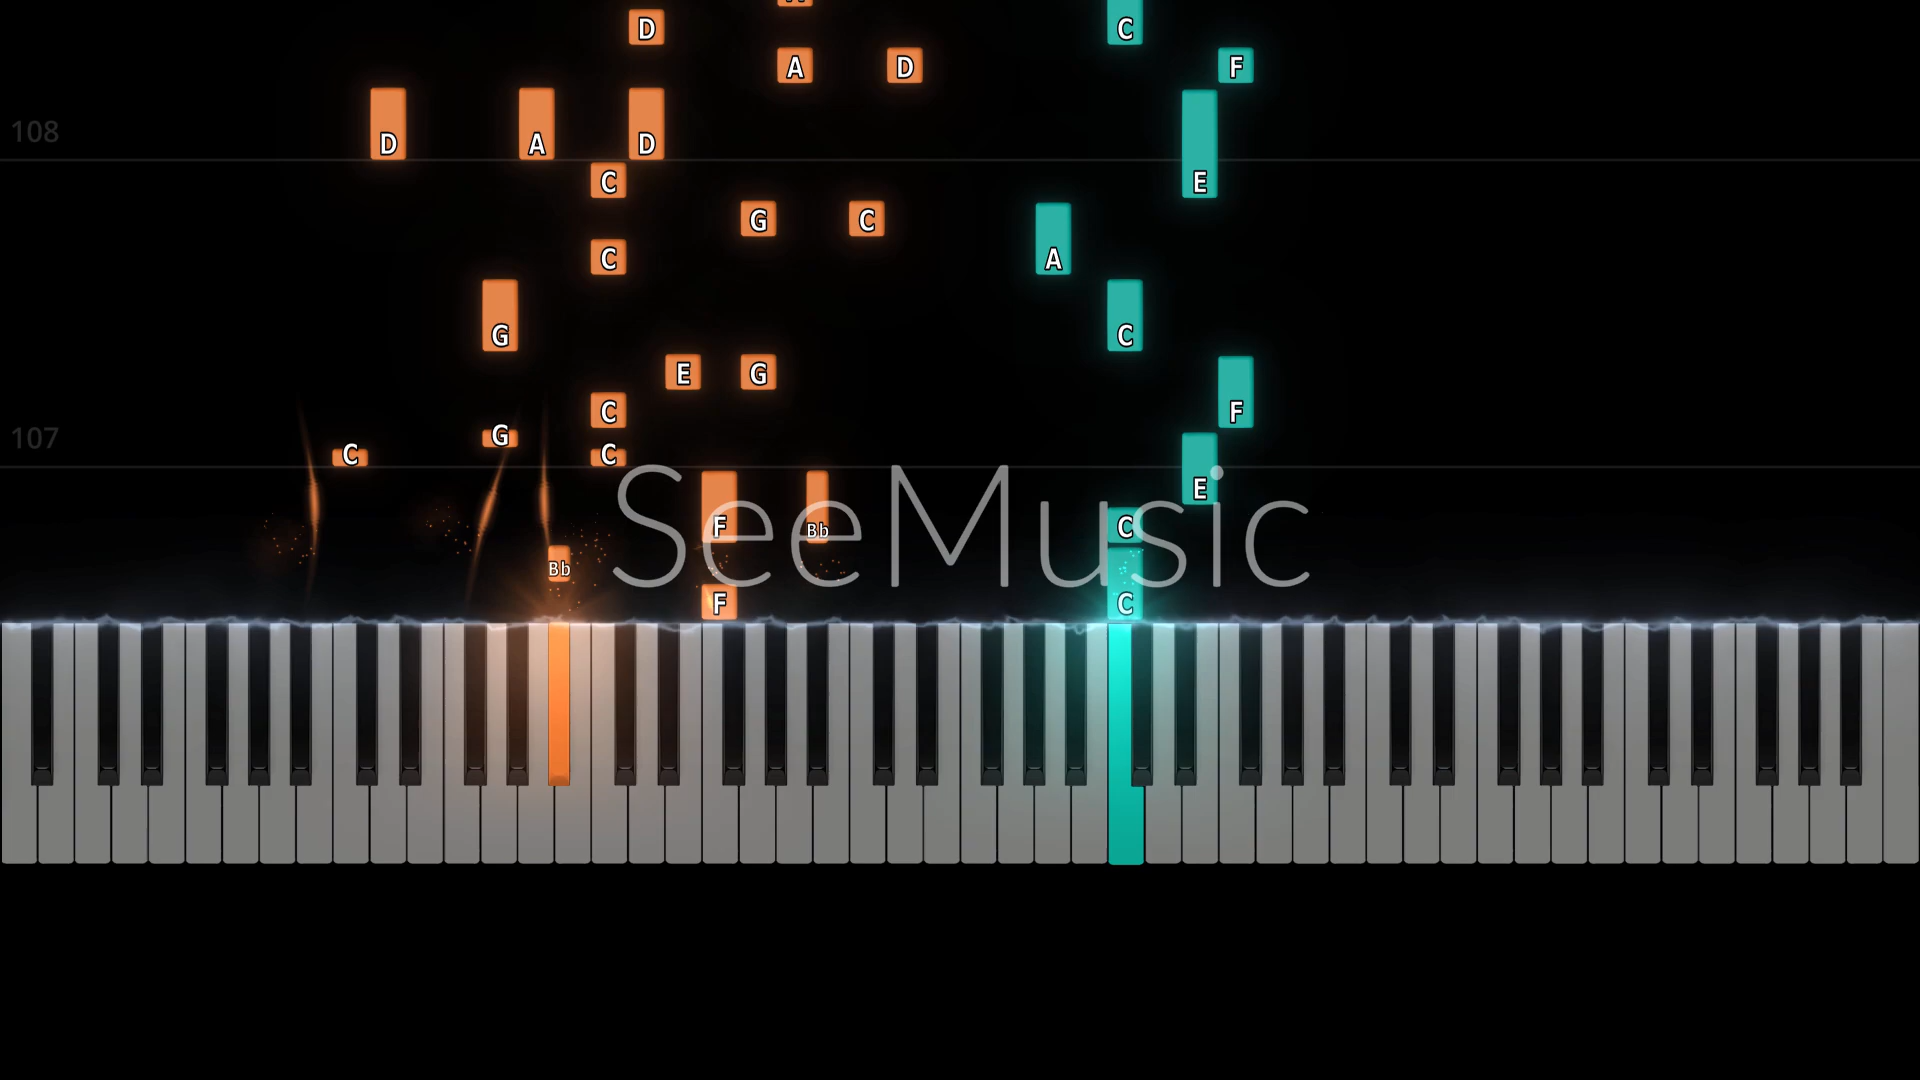 D C
A D F
108
D A D
C E
G C
C A
G C
E G
C F
107 G
C C
E
F Bb C
SeeMusic
Bb
F C